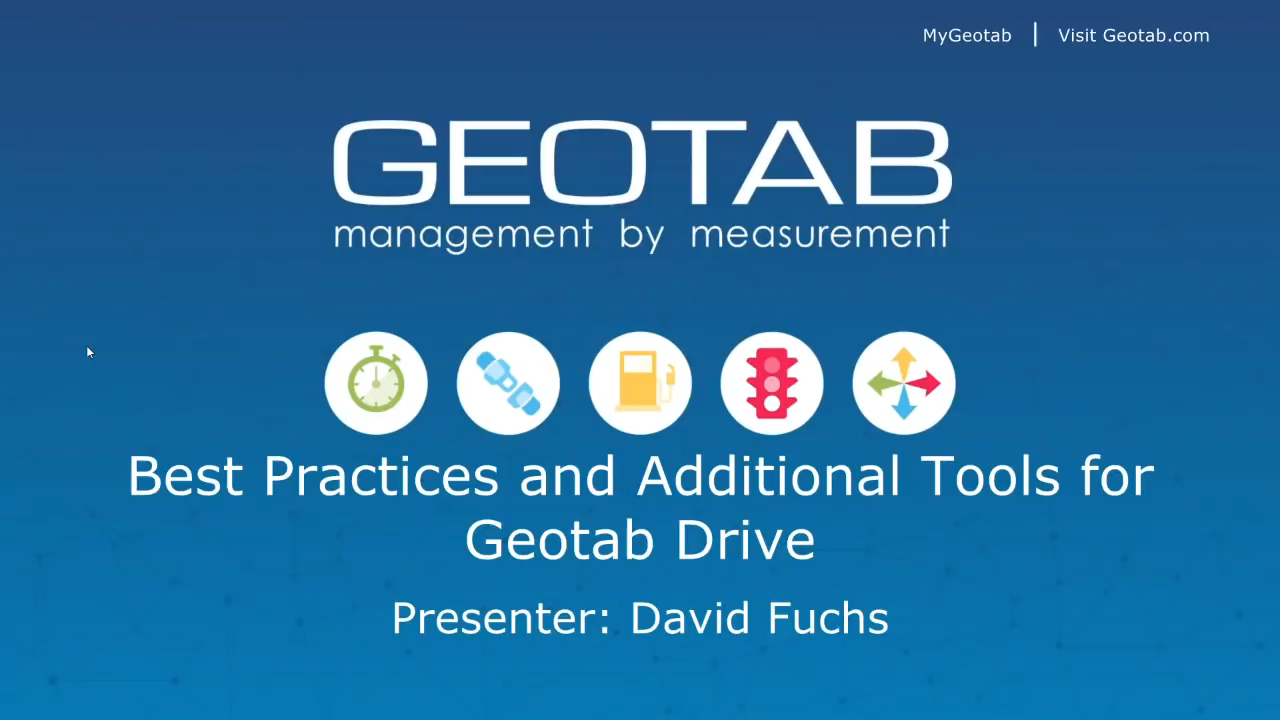 MyGeotab | Visit Geotab.com
GEOTAB
management by measurement
Best Practices and Additional Tools for
Geotab Drive
Presenter: David Fuchs